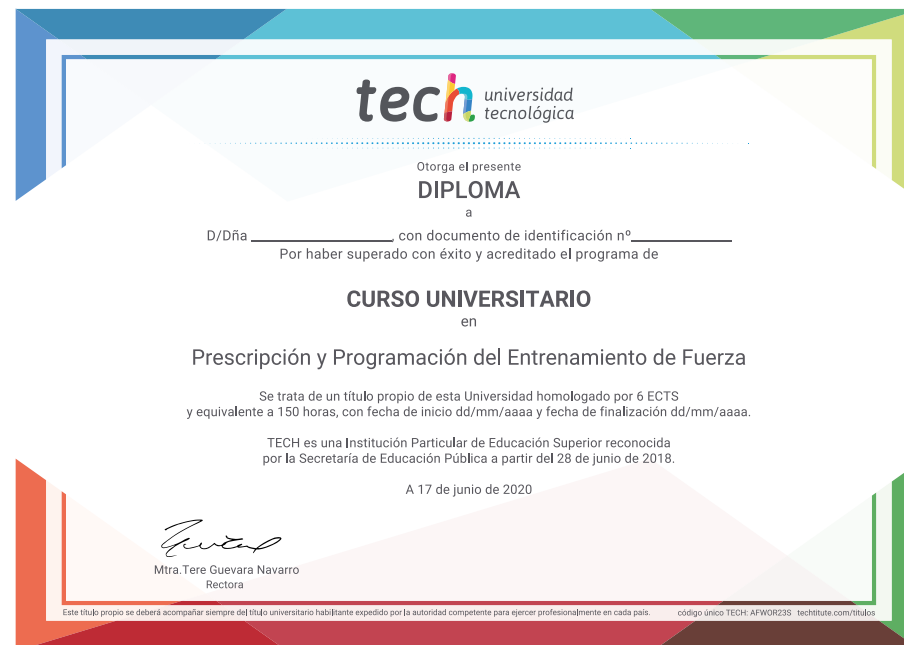 tech universidad
tecnológica
Otorga el presente
DIPLOMA
a
D/Dña ______________, con documento de identificación nº____________
Por haber superado con éxito y acreditado el programa de
CURSO UNIVERSITARIO
en
Prescripción y Programación del Entrenamiento de Fuerza
Se trata de un título propio de esta Universidad homologado por 6 ECTS
y equivalente a 150 horas, con fecha de inicio dd/mm/aaaa y fecha de finalización dd/mm/aaaa.
TECH es una Institución Particular de Educación Superior reconocida
por la Secretaría de Educación Pública a partir del 28 de junio de 2018.
A 17 de junio de 2020
Mtra.Tere Guevara Navarro
Rectora
Este título propio se deberá acompañar siempre del título universitario habilitante expedido por la autoridad competente para ejercer profesionalmente en cada país. código único TECH: AFWOR23S techtitute.com/titulos